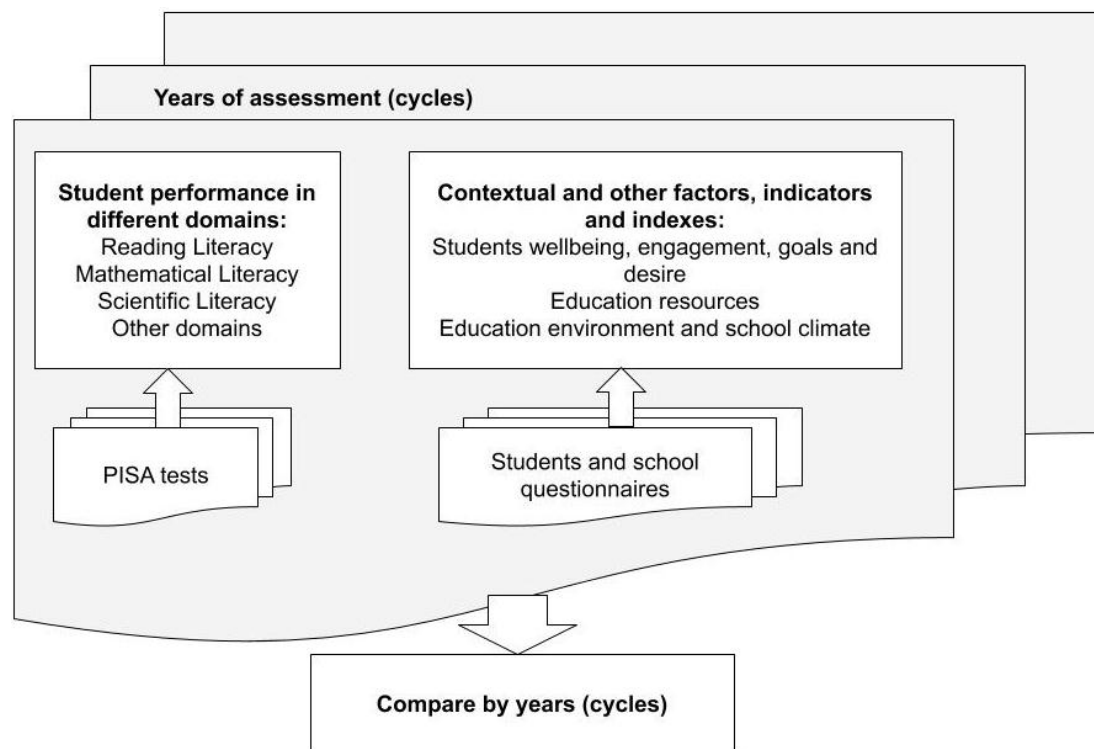 Years of assessment (cycles)
Student performance in
different domains:
Reading Literacy
Mathematical Literacy
Scientific Literacy
Other domains
Contextual and other factors, indicators
and indexes:
Students wellbeing, engagement, goals and
desire
Education resources
Education environment and school climate
PISA tests
Students and school
questionnaires
Compare by years (cycles)